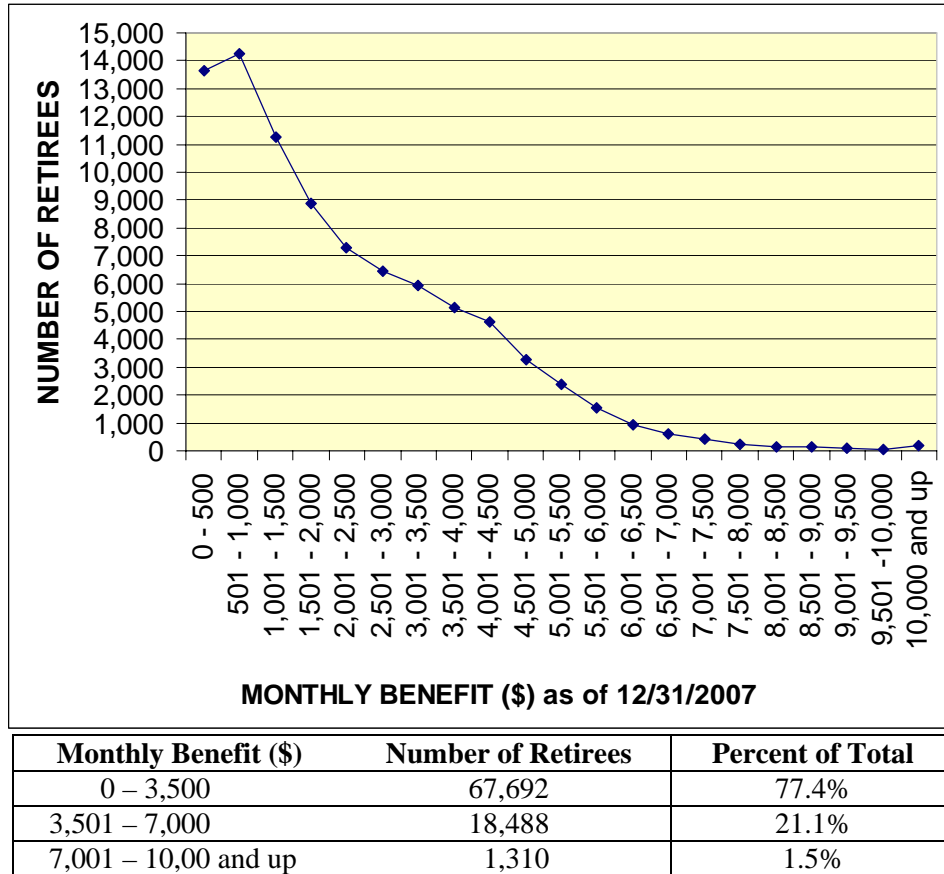 NUMBER OF RETIREES
15,000
14,000
13,000
12,000
11,000
10,000
9,000
8,000
7,000
6,000
5,000
4,000
3,000
2,000
1,000
0
0 - 500
501 - 1,000
1,001 - 1,500
1,501 - 2,000
2,001 - 2,500
2,501 - 3,000
3,001 - 3,500
3,501 - 4,000
4,001 - 4,500
4,501 - 5,000
5,001 - 5,500
5,501 - 6,000
6,001 - 6,500
6,501 - 7,000
7,001 - 7,500
7,501 - 8,000
8,001 - 8,500
8,501 - 9,000
9,001 - 9,500
9,501 -10,000
10,000 and up
MONTHLY BENEFIT ($) as of 12/31/2007
Monthly Benefit ($) Number of Retirees Percent of Total
0 – 3,500 67,692 77.4%
3,501 – 7,000 18,488 21.1%
7,001 – 10,00 and up 1,310 1.5%